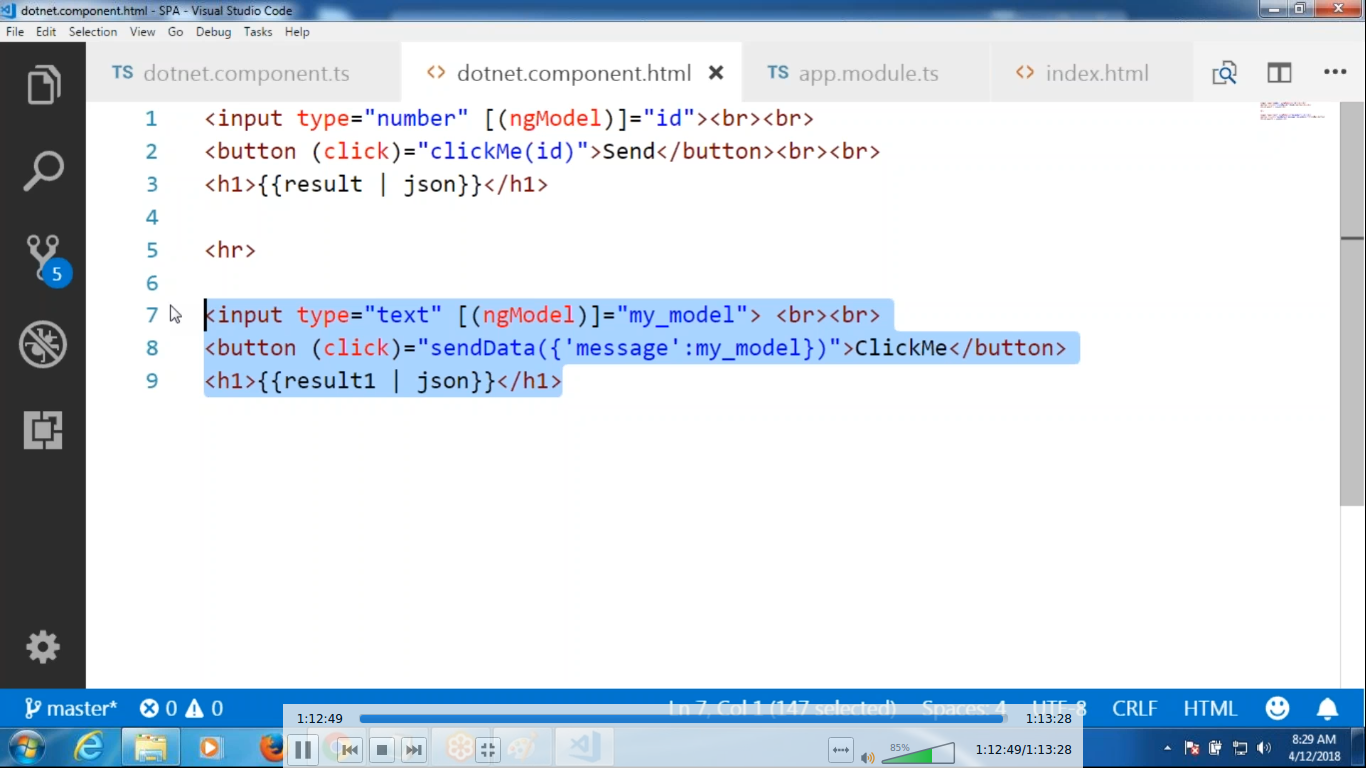 dotnet.component.html - SPA - Visual Studio Code
File Edit Selection View Go Debug Tasks Help
TS dotnet.component.ts <> dotnet.component.html TS app.module.ts <> index.html
1 <input type="number" [(ngModel)]="id"><br><br>
2 <button (click)="clickMe(id)">Send</button><br><br>
3 <h1>{{result | json}}</h1>
4
5 <hr>
6
7 <input type="text" [(ngModel)]="my_model"> <br><br>
8 <button (click)="sendData({'message':my_model})">ClickMe</button>
9 <h1>{{result1 | json}}</h1>
5
master* 0 0 Ln 7, Col 1 (147 selected) Spaces: 4 UTF-8 CRLF HTML
1:12:49 1:13:28
85% 1:12:49/1:13:28
8:29 AM
4/12/2018